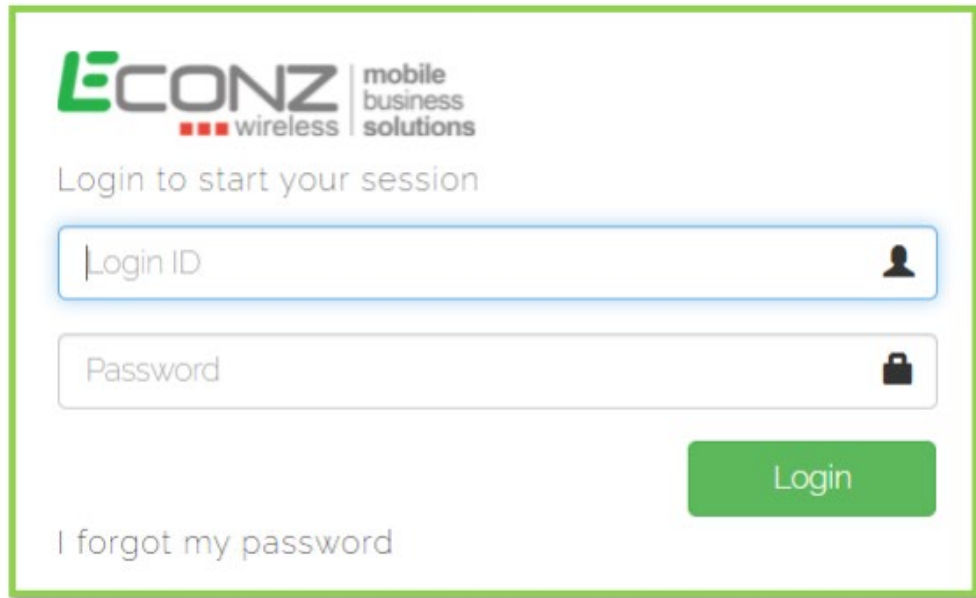 ECONZ
wireless
mobile
business
solutions
Login to start your session
Login ID
Password
Login
I forgot my password